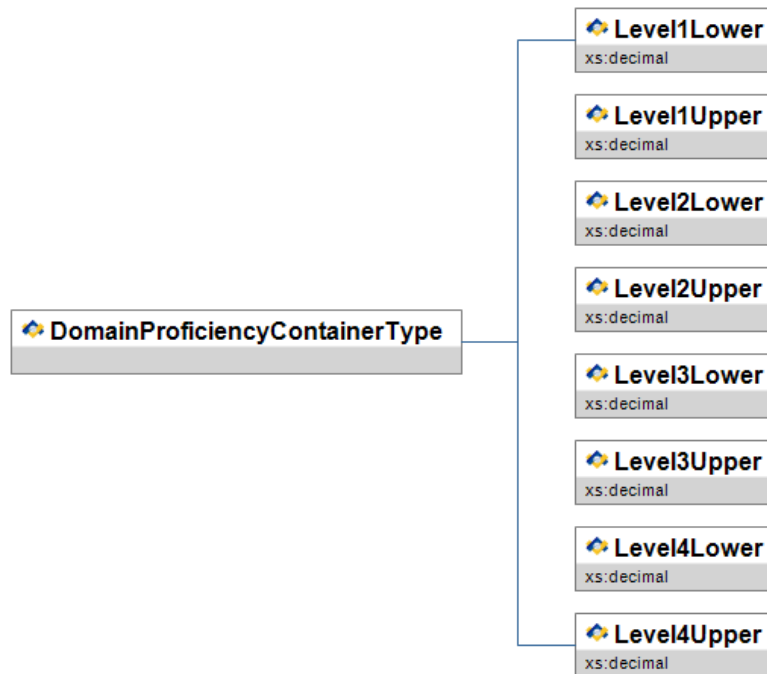 Level1Lower
xs:decimal
Level1Upper
xs:decimal
Level2Lower
xs:decimal
Level2Upper
xs:decimal
DomainProficiencyContainerType
Level3Lower
xs:decimal
Level3Upper
xs:decimal
Level4Lower
xs:decimal
Level4Upper
xs:decimal